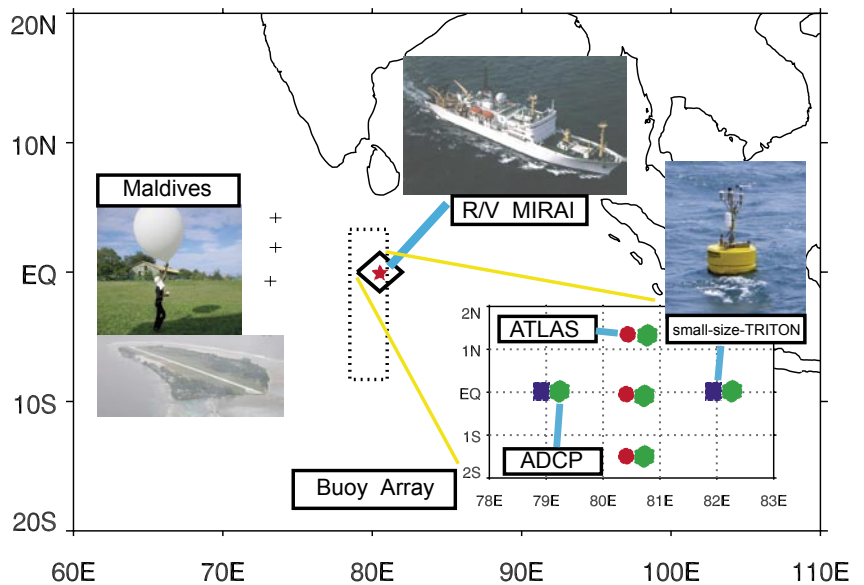 20N
10N
EQ
10S
20S
60E
70E
80E
90E
100E
110E
Maldives
R/V MIRAI
small-size-TRITON
ATLAS
ADCP
Buoy Array
2N
1N
EQ
1S
2S
78E
79E
80E
81E
82E
83E